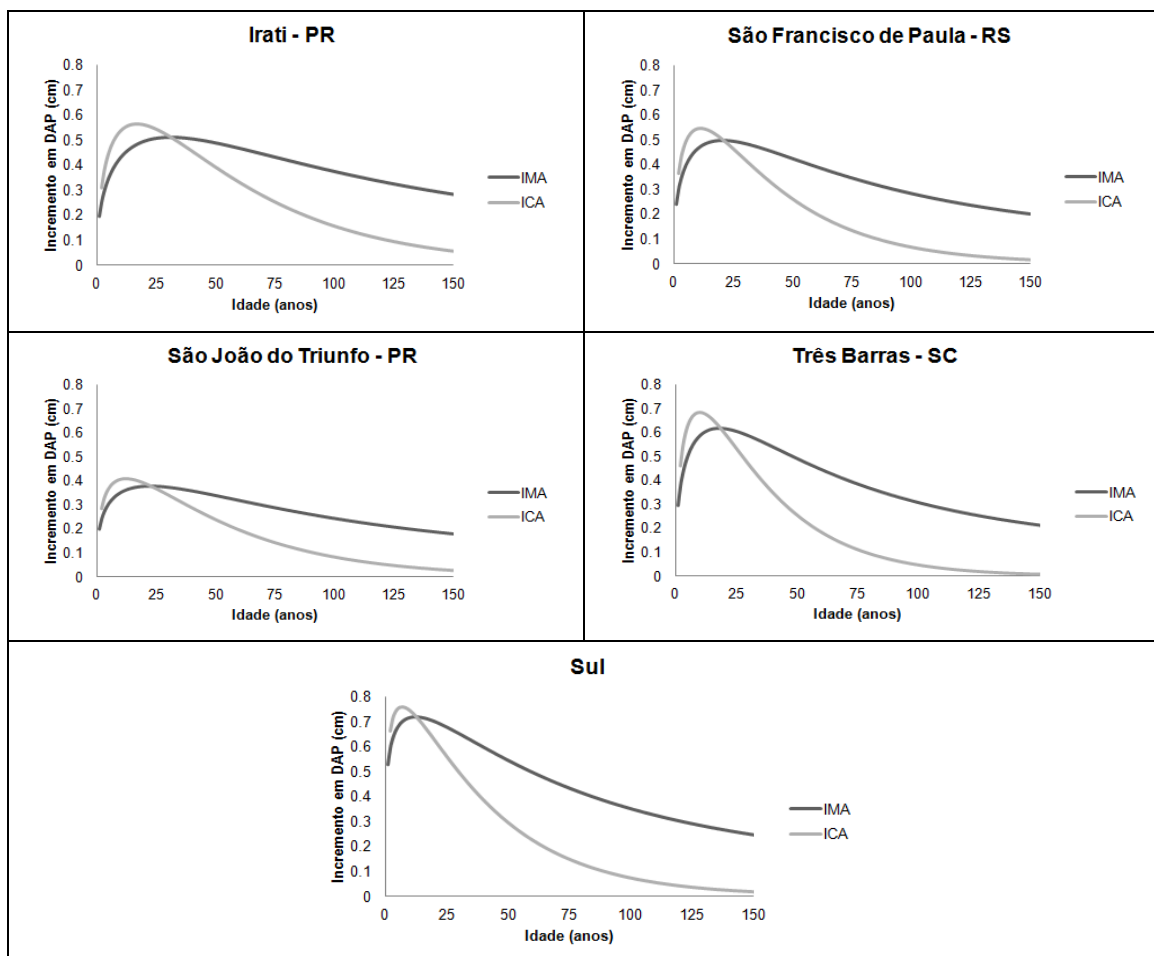 Irati - PR
Incremento em DAP (cm)
0.8
0.7
0.6
0.5
0.4
0.3
0.2
0.1
0
0 25 50 75 100 125 150
Idade (anos)
IMA
ICA
São Francisco de Paula - RS
Incremento em DAP (cm)
0.8
0.7
0.6
0.5
0.4
0.3
0.2
0.1
0
0 25 50 75 100 125 150
Idade (anos)
IMA
ICA
São João do Triunfo - PR
Incremento em DAP (cm)
0.8
0.7
0.6
0.5
0.4
0.3
0.2
0.1
0
0 25 50 75 100 125 150
Idade (anos)
IMA
ICA
Três Barras - SC
Incremento em DAP (cm)
0.8
0.7
0.6
0.5
0.4
0.3
0.2
0.1
0
0 25 50 75 100 125 150
Idade (anos)
IMA
ICA
Sul
Incremento em DAP (cm)
0.8
0.7
0.6
0.5
0.4
0.3
0.2
0.1
0
0 25 50 75 100 125 150
Idade (anos)
IMA
ICA